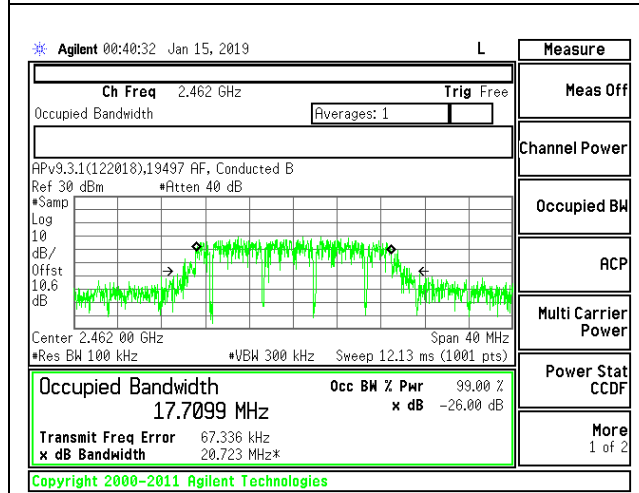 Agilent 00:40:32 Jan 15, 2019 L
Measure
Ch Freq 2.462 GHz Trig Free
Occupied Bandwidth Averages: 1
APv9.3.1(122018),19497 AF, Conducted B
Ref 30 dBm #Atten 40 dB
#Samp
Log
10
dB/
Offst
10.6
dB
Center 2.462 00 GHz Span 40 MHz
#Res BW 100 kHz #VBW 300 kHz Sweep 12.13 ms (1001 pts)
Occupied Bandwidth Occ BW % Pwr 99.00 %
17.7099 MHz x dB -26.00 dB
Transmit Freq Error 67.336 kHz
x dB Bandwidth 20.723 MHz*
Copyright 2000-2011 Agilent Technologies
Meas Off
Channel Power
Occupied BW
ACP
Multi Carrier
Power
Power Stat
CCDF
More
1 of 2